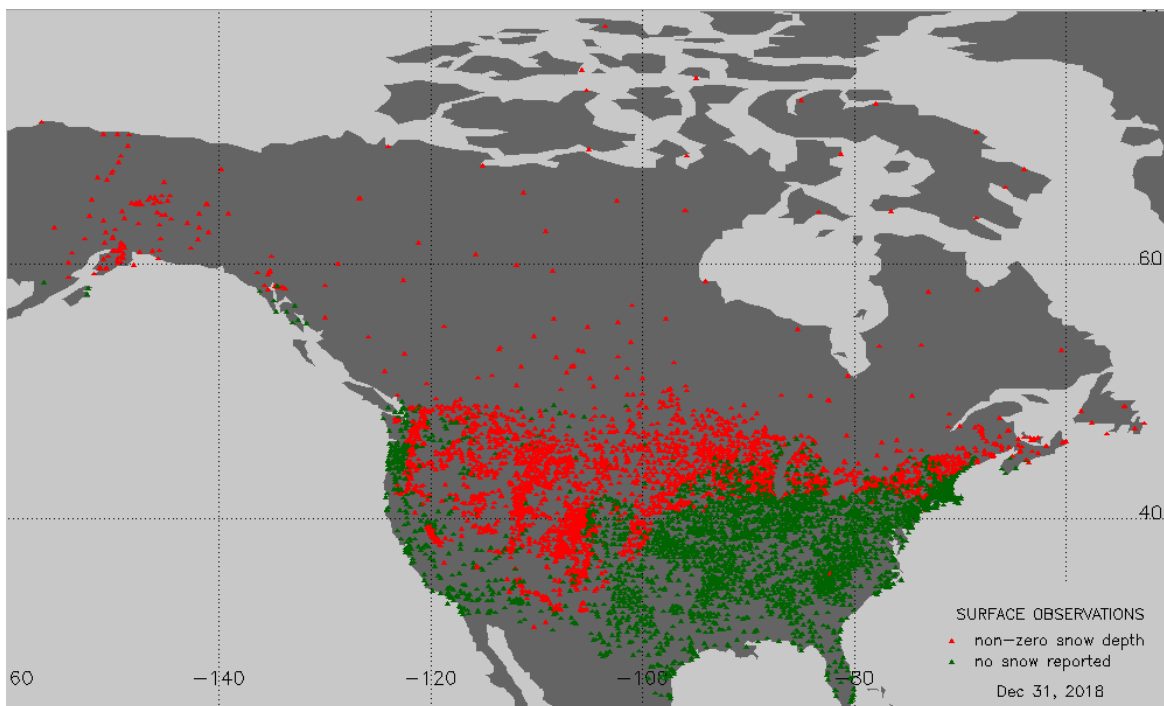 60
40
SURFACE OBSERVATIONS
non-zero snow depth
no snow reported
60 -140 -120 -100 -80
Dec 31, 2018